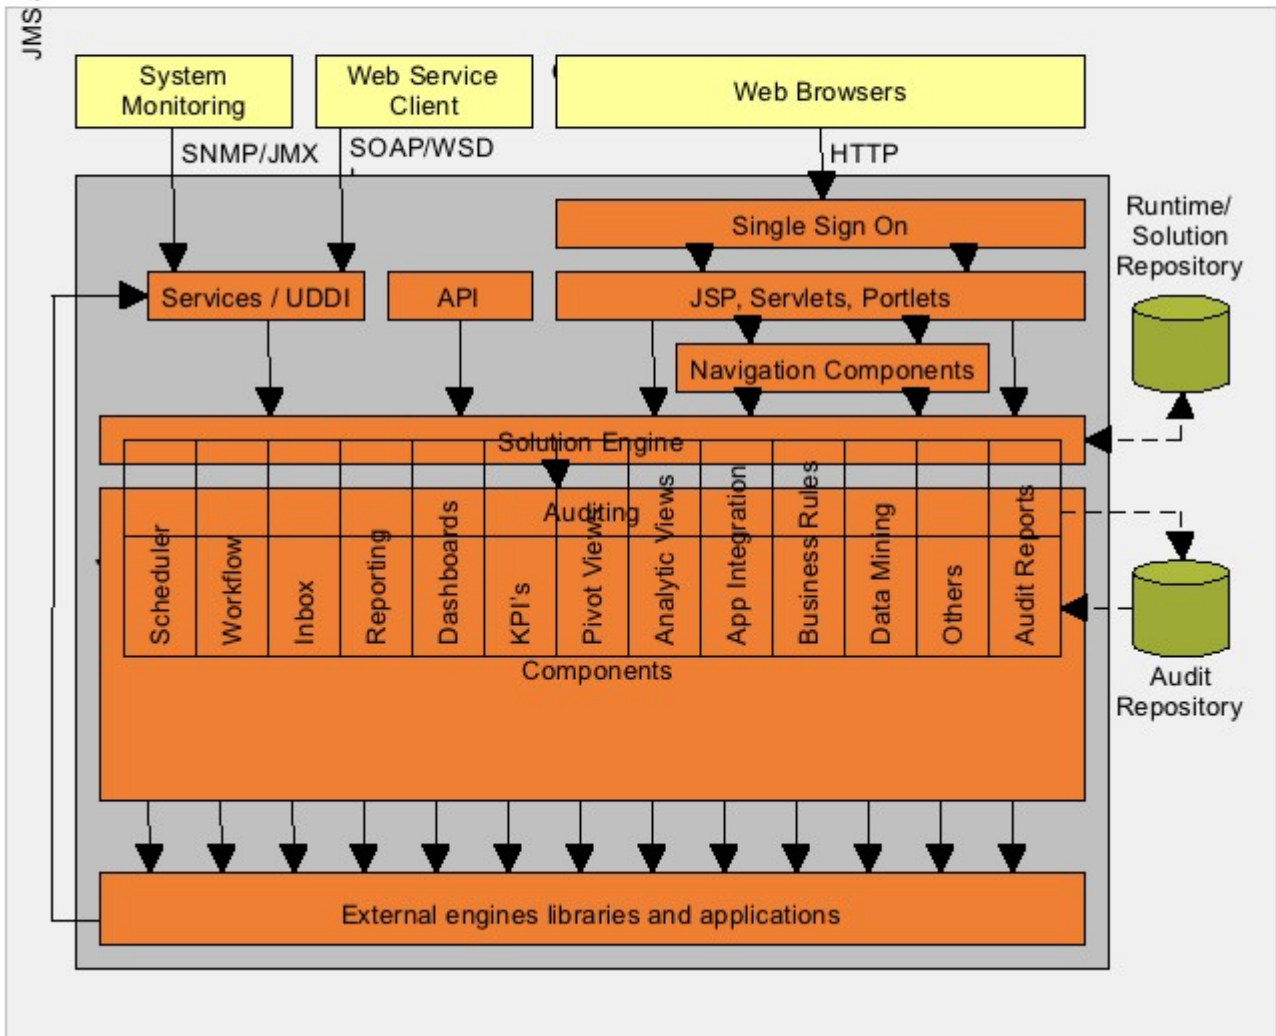 JMS
System
Monitoring
Web Service
Client
Web Browsers
SNMP/JMX
SOAP/WSD
HTTP
Single Sign On
Runtime/
Solution
Repository
Services / UDDI
API
JSP, Servlets, Portlets
Navigation Components
Solution Engine
Auditing
Scheduler
Workflow
Inbox
Reporting
Dashboards
KPI's
Pivot Views
Analytic Views
App Integration
Business Rules
Data Mining
Others
Audit Reports
Components
Audit
Repository
External engines libraries and applications